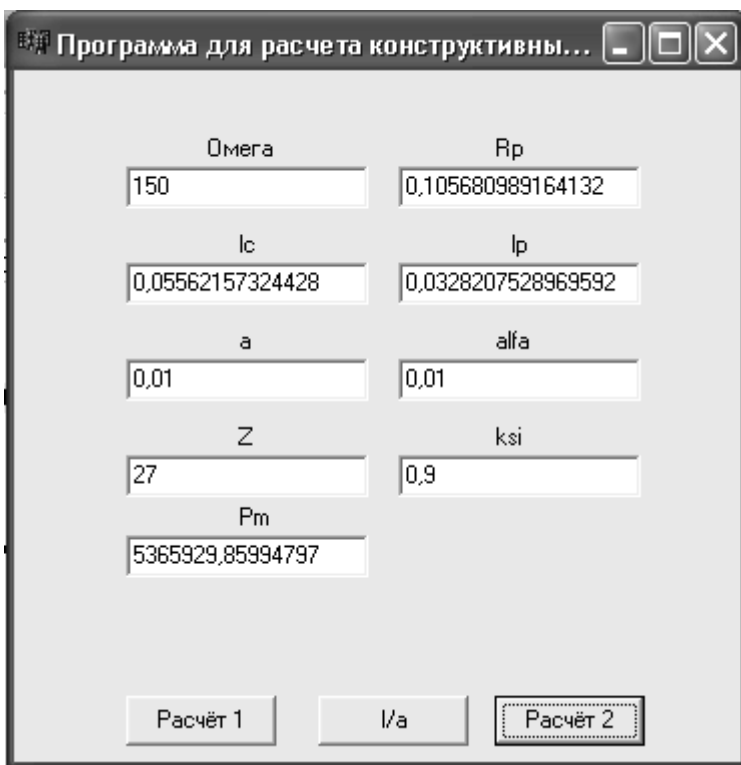 Программа для расчета конструктивны...
Омега Rp
150 0,105680989164132
lc lp
0,05562157324428 0,0328207528969592
a alfa
0,01 0,01
Z ksi
27 0,9
Pm
5365929,85994797
Расчёт 1 l/a Расчёт 2